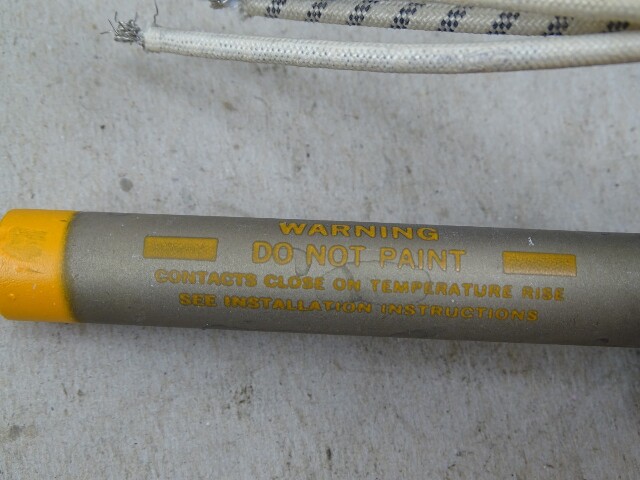 WARNING
DO NOT PAINT
CONTACTS CLOSE ON TEMPERATURE RISE
SEE INSTALLATION INSTRUCTIONS